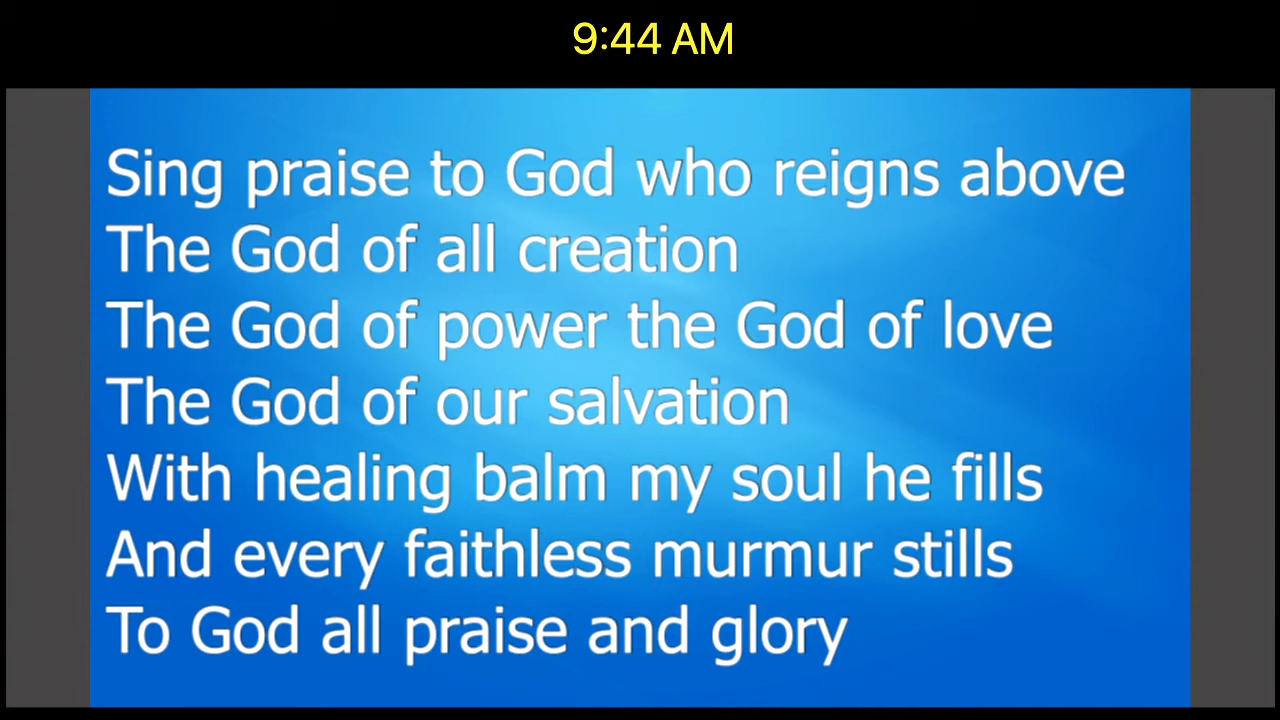 9:44 AM
Sing praise to God who reigns above
The God of all creation
The God of power the God of love
The God of our salvation
With healing balm my soul he fills
And every faithless murmur stills
To God all praise and glory